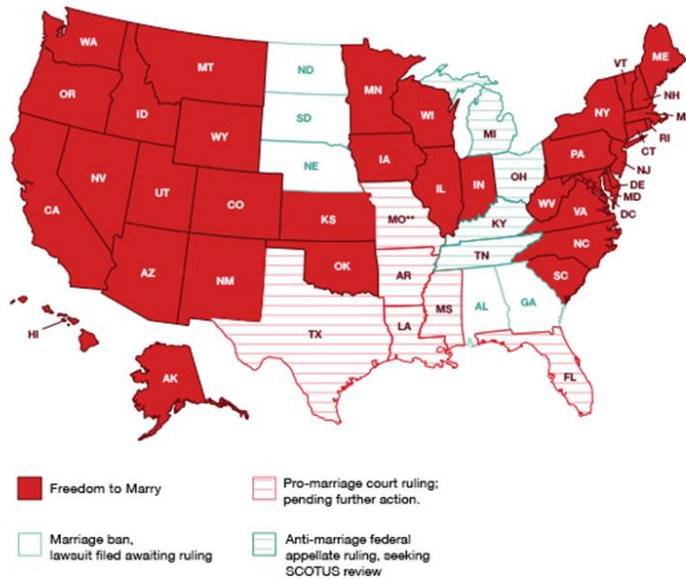 WA
OR
CA
NV
ID
MT
WY
UT
AZ
CO
NM
ND
SD
NE
KS
OK
TX
MN
IA
MO**
AR
LA
WI
IL
MS
MI
IN
KY
TN
AL
OH
WV
GA
FL
SC
NC
VA
PA
NY
VT
ME
NH
M
RI
CT
NJ
DE
MD
DC
HI
AK
Freedom to Marry
Pro-marriage court ruling;
pending further action.
Marriage ban,
lawsuit filed awaiting ruling
Anti-marriage federal
appellate ruling, seeking
SCOTUS review